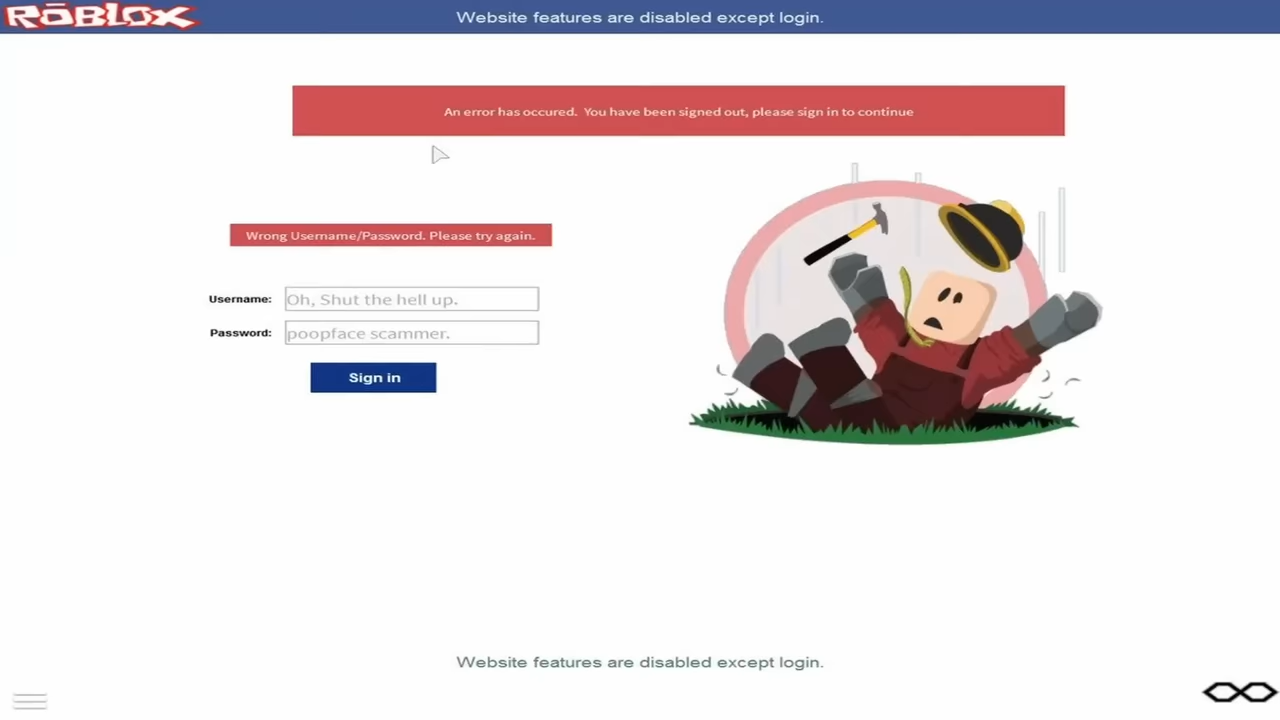 RŌBLOX
Website features are disabled except login.
An error has occured. You have been signed out, please sign in to continue
Wrong Username/Password. Please try again.
Username: Oh, Shut the hell up.
Password: poopface scammer.
Sign in
Website features are disabled except login.